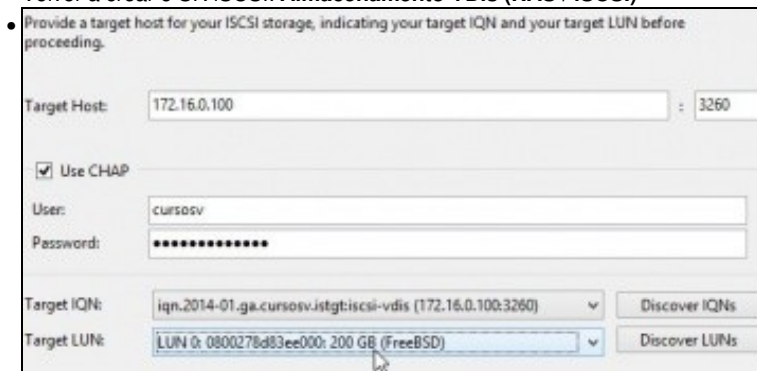 Provide a target host for your iSCSI storage, indicating your target IQN and your target LUN before
proceeding.
Target Host: 172.16.0.100 : 3260
Use CHAP
User: cursosv
Password: •••••••••••••
Target IQN: iqn.2014-01.ga.cursosv.istgt:iscsi-vdis (172.16.0.100:3260) Discover IQNs
Target LUN: LUN 0: 0800278d83ee000: 200 GB (FreeBSD) Discover LUNs